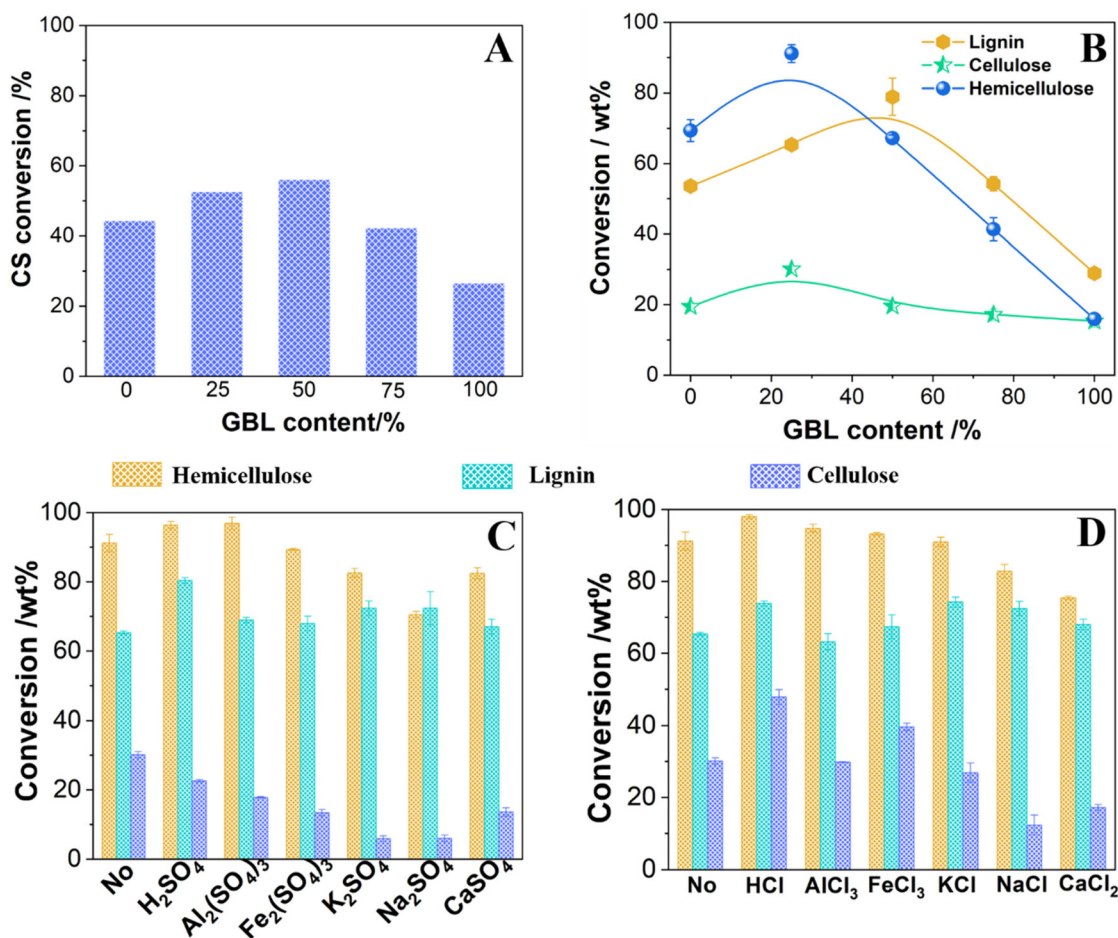 A
CS conversion /%
100
80
60
40
20
0
0 25 50 75 100
GBL content/%
B
Lignin
Cellulose
Hemicellulose
Conversion / wt%
100
80
60
40
20
0
0 20 40 60 80 100
GBL content /%
Hemicellulose Lignin Cellulose
C
Conversion /wt%
100
80
60
40
20
0
No H₂SO₄ Al₂(SO₄)₃ Fe₂(SO₄)₃ K₂SO₄ Na₂SO₄ CaSO₄
D
Conversion /wt%
100
80
60
40
20
0
No HCl AlCl₃ FeCl₃ KCl NaCl CaCl₂